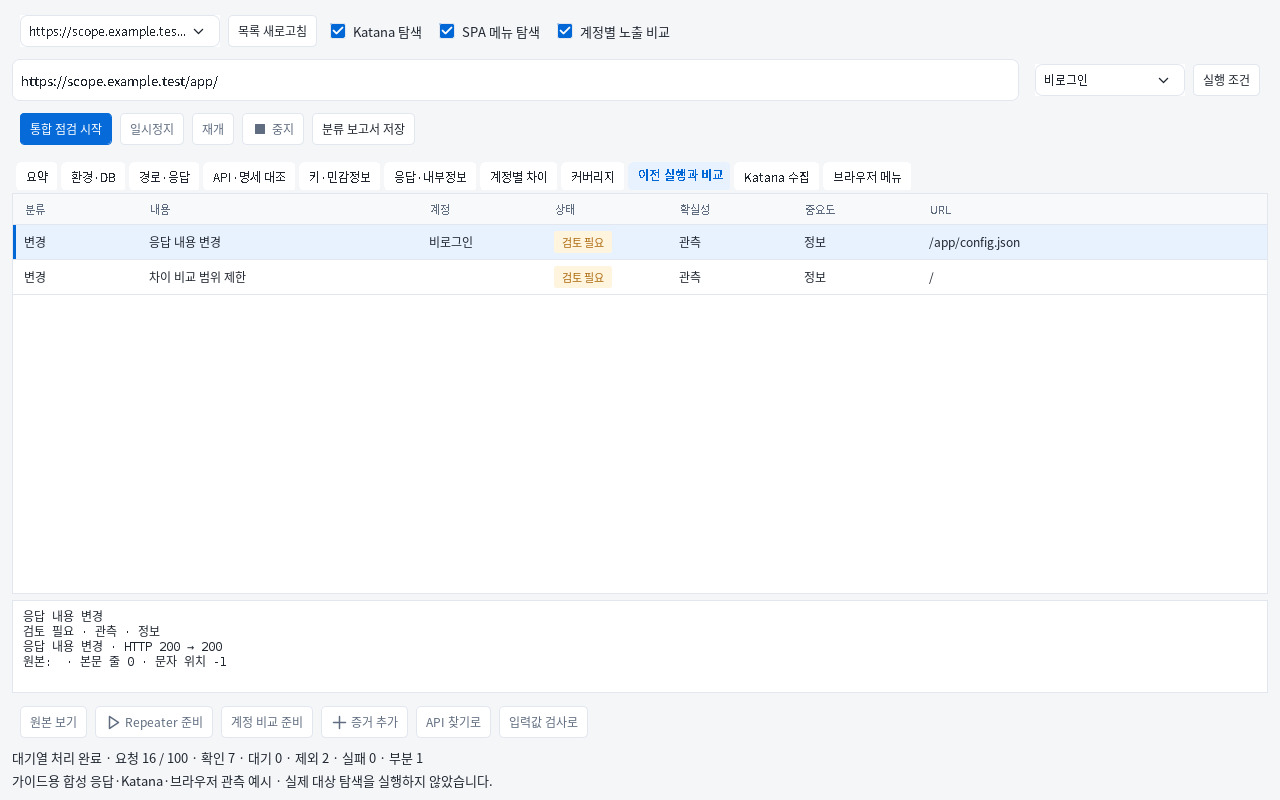 https://scope.example.tes... 목록 새로고침 Katana 탐색 SPA 메뉴 탐색 계정별 노출 비교
https://scope.example.test/app/ 비로그인 실행 조건
통합 점검 시작 일시정지 재개 중지 분류 보고서 저장
요약 환경·DB 경로·응답 API·명세 대조 키·민감정보 응답·내부정보 계정별 차이 커버리지 이전 실행과 비교 Katana 수집 브라우저 메뉴
분류 내용 계정 상태 확실성 중요도 URL
변경 응답 내용 변경 비로그인 검토 필요 관측 정보 /app/config.json
변경 차이 비교 범위 제한 검토 필요 관측 정보 /
응답 내용 변경
검토 필요 · 관측 · 정보
응답 내용 변경 · HTTP 200 → 200
원본: · 본문 줄 0 · 문자 위치 -1
원본 보기 Repeater 준비 계정 비교 준비 증거 추가 API 찾기로 입력값 검사로
대기열 처리 완료 · 요청 16 / 100 · 확인 7 · 대기 0 · 제외 2 · 실패 0 · 부분 1
가이드용 합성 응답·Katana·브라우저 관측 예시 · 실제 대상 탐색을 실행하지 않았습니다.